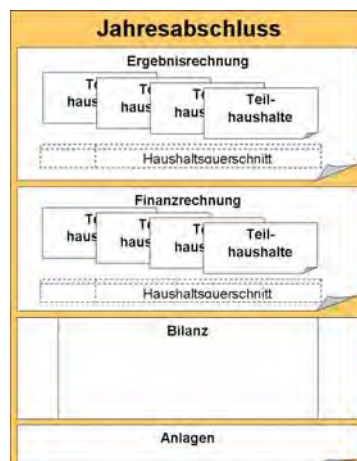 Jahresabschluss
Ergebnisrechnung
Teil-
haushalte
Haushaltsquerschnitt
Finanzrechnung
Teil-
haushalte
Haushaltsquerschnitt
Bilanz
Anlagen